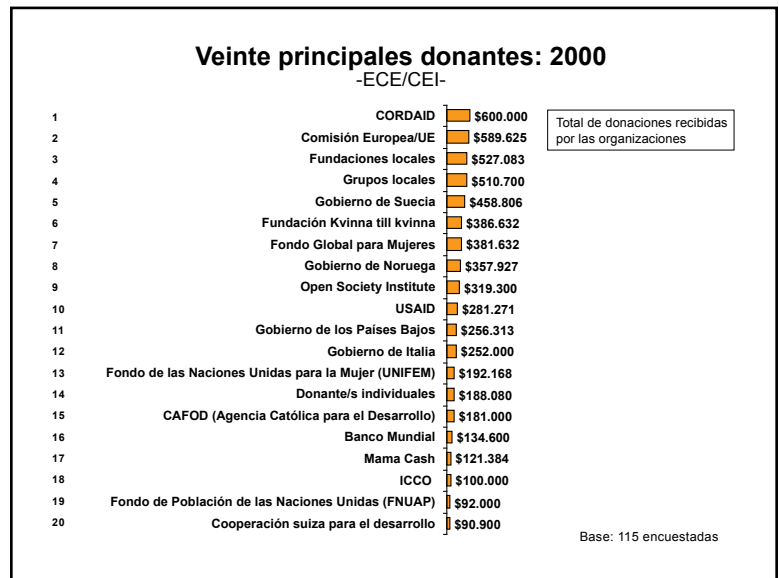 Veinte principales donantes: 2000
-ECE/CEI-
Total de donaciones recibidas
por las organizaciones
1 CORDAID $600.000
2 Comisión Europea/UE $589.625
3 Fundaciones locales $527.083
4 Grupos locales $510.700
5 Gobierno de Suecia $458.806
6 Fundación Kvinna till kvinna $386.632
7 Fondo Global para Mujeres $381.632
8 Gobierno de Noruega $357.927
9 Open Society Institute $319.300
10 USAID $281.271
11 Gobierno de los Países Bajos $256.313
12 Gobierno de Italia $252.000
13 Fondo de las Naciones Unidas para la Mujer (UNIFEM) $192.168
14 Donante/s individuales $188.080
15 CAFOD (Agencia Católica para el Desarrollo) $181.000
16 Banco Mundial $134.600
17 Mama Cash $121.384
18 ICCO $100.000
19 Fondo de Población de las Naciones Unidas (FNUAP) $92.000
20 Cooperación suiza para el desarrollo $90.900
Base: 115 encuestadas